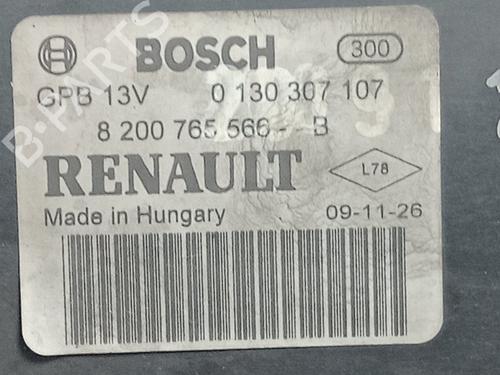 BOSCH 300
GPB 13V 0 130 307 107
8 200 765 566 - B
RENAULT L78
Made in Hungary 09-11-26
B-PARTS